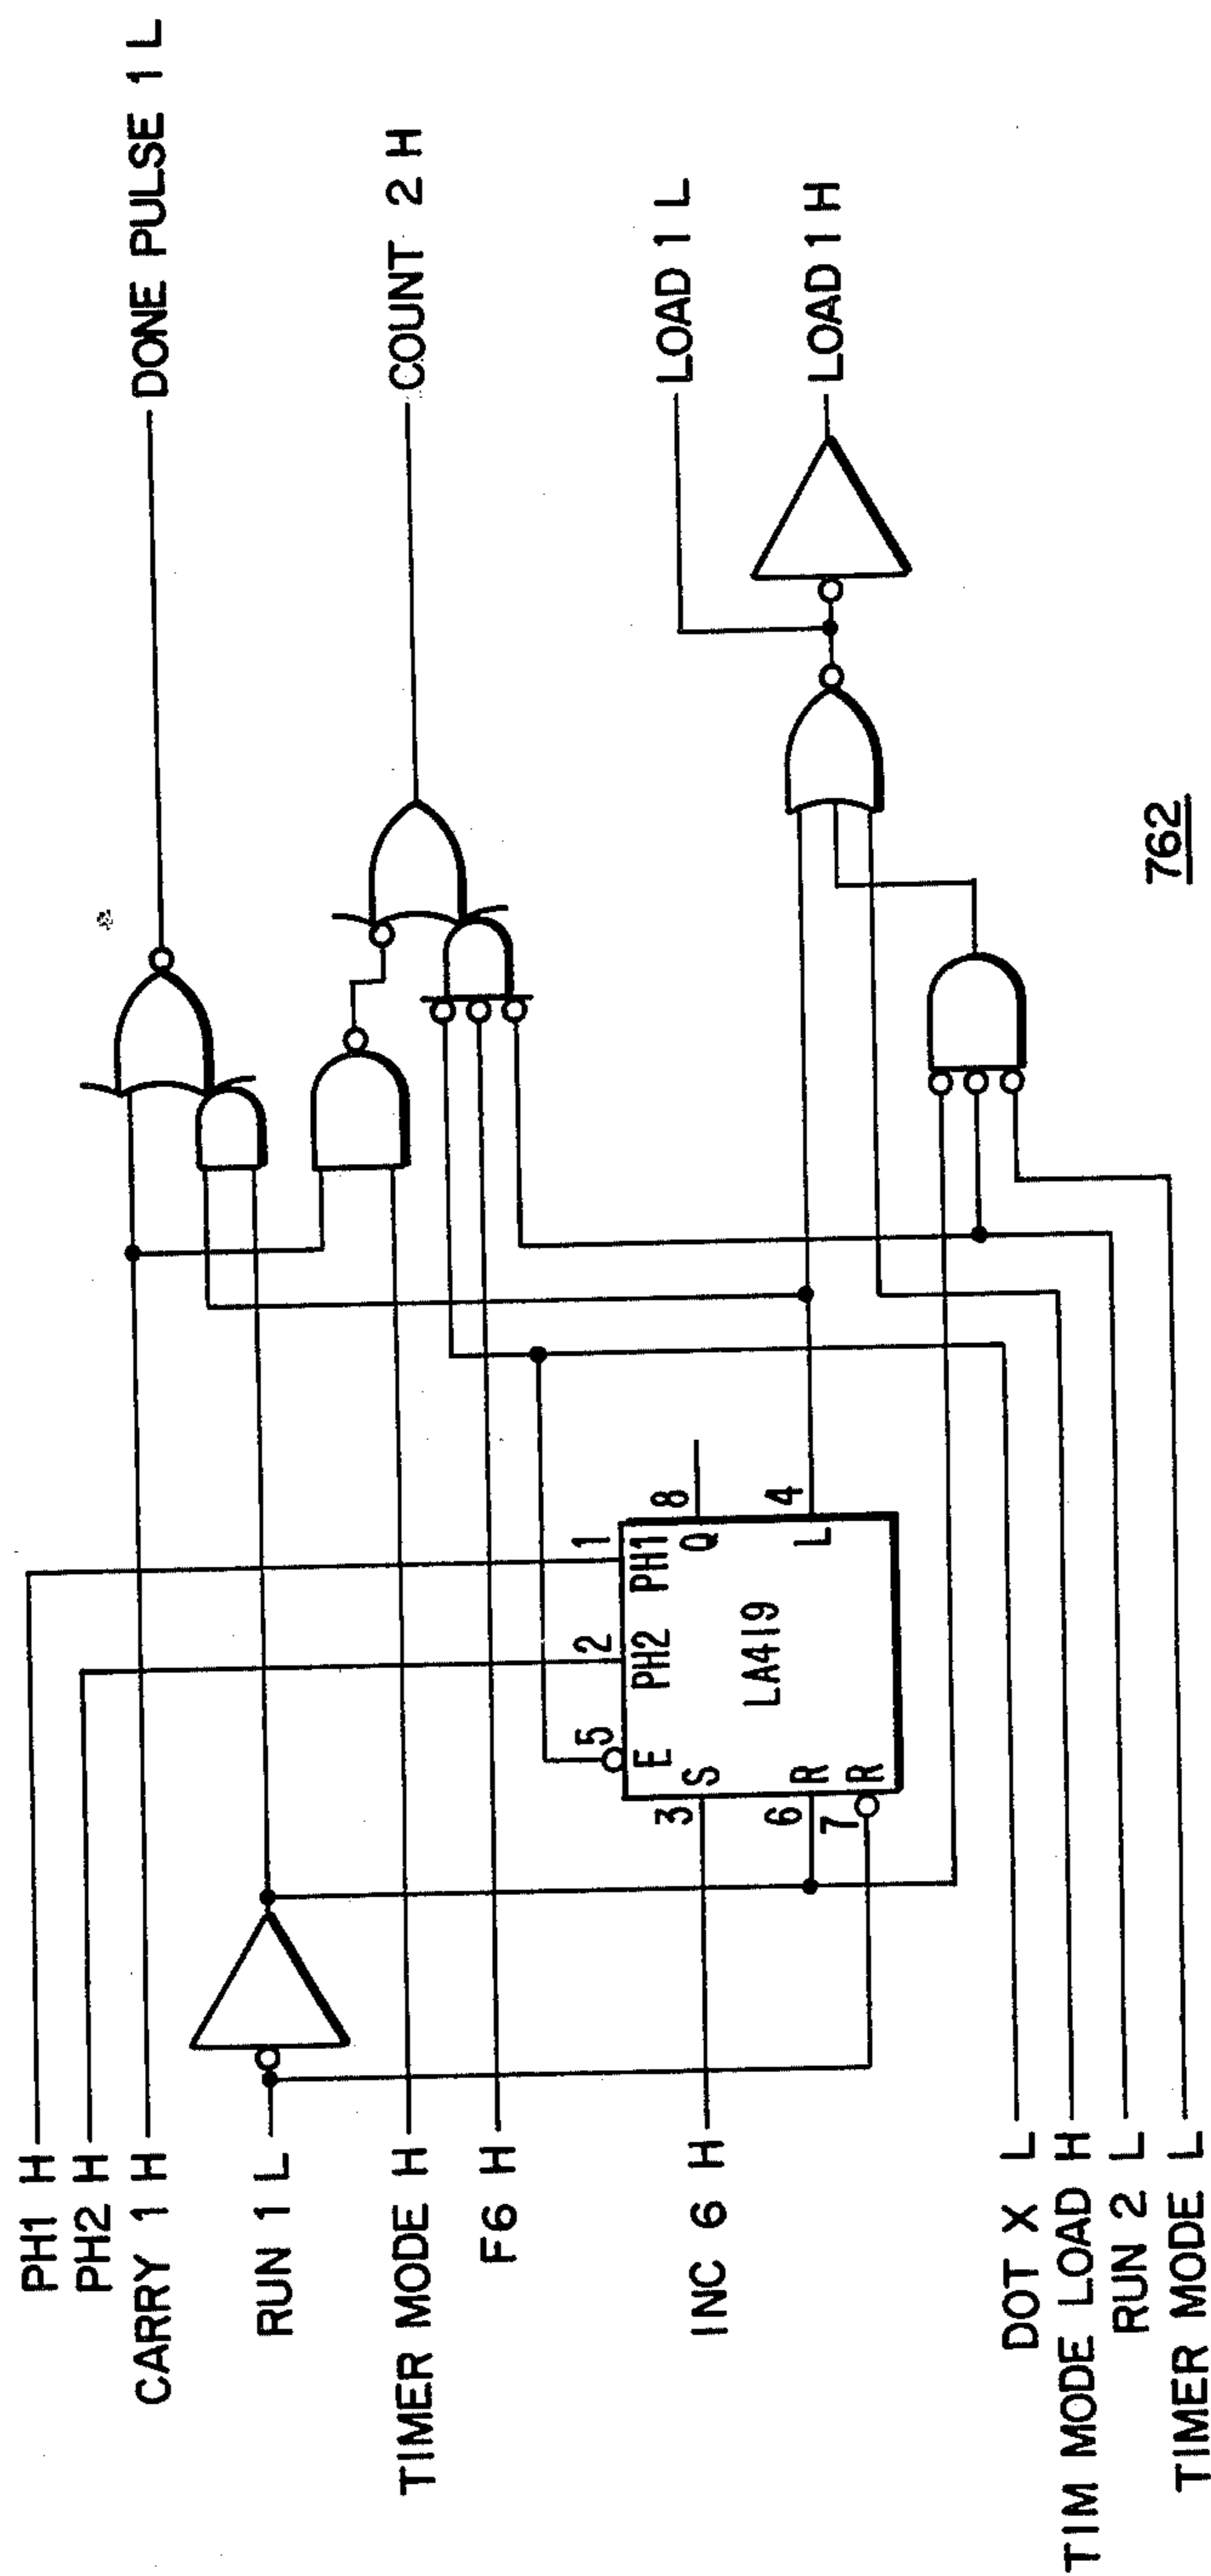 PH1 H
PH2 H
CARRY 1 H
RUN 1 L
TIMER MODE H
F6 H
INC 6 H
DOT X L
TIM MODE LOAD H
RUN 2 L
TIMER MODE L
1 PH1
2 PH2
5 E
3 S
6 R
7 R
LA419
8 Q
4 L
DONE PULSE 1 L
COUNT 2 H
LOAD 1 L
LOAD 1 H
762